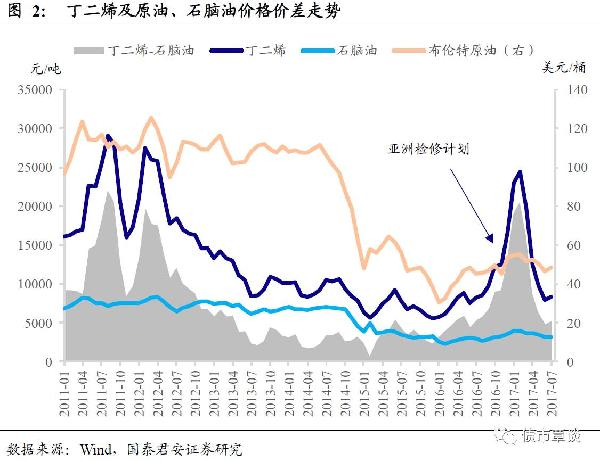 图 2： 丁二烯及原油、石脑油价格价差走势
丁二烯-石脑油 丁二烯 石脑油 布伦特原油（右）
元/吨 美元/桶
35000 140
30000 120
25000 100
20000 80
15000 60
10000 40
5000 20
0 0
亚洲检修计划
2011-01 2011-04 2011-07 2011-10 2012-01 2012-04 2012-07 2012-10 2013-01 2013-04 2013-07 2013-10 2014-01 2014-04 2014-07 2014-10 2015-01 2015-04 2015-07 2015-10 2016-01 2016-04 2016-07 2016-10 2017-01 2017-04 2017-07
数据来源：Wind、国泰君安证券研究
债市覃谈